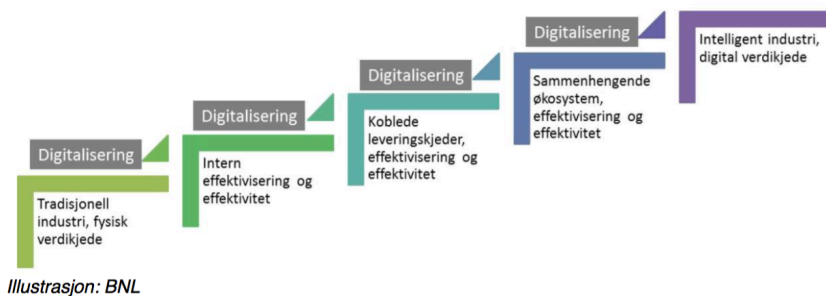 Digitalisering
Tradisjonell
industri, fysisk
verdikjede
Digitalisering
Intern
effektivisering og
effektivitet
Digitalisering
Koblede
leveringskjeder,
effektivisering og
effektivitet
Digitalisering
Sammenhengende
økosystem,
effektivisering og
effektivitet
Intelligent industri,
digital verdikjede
Illustrasjon: BNL